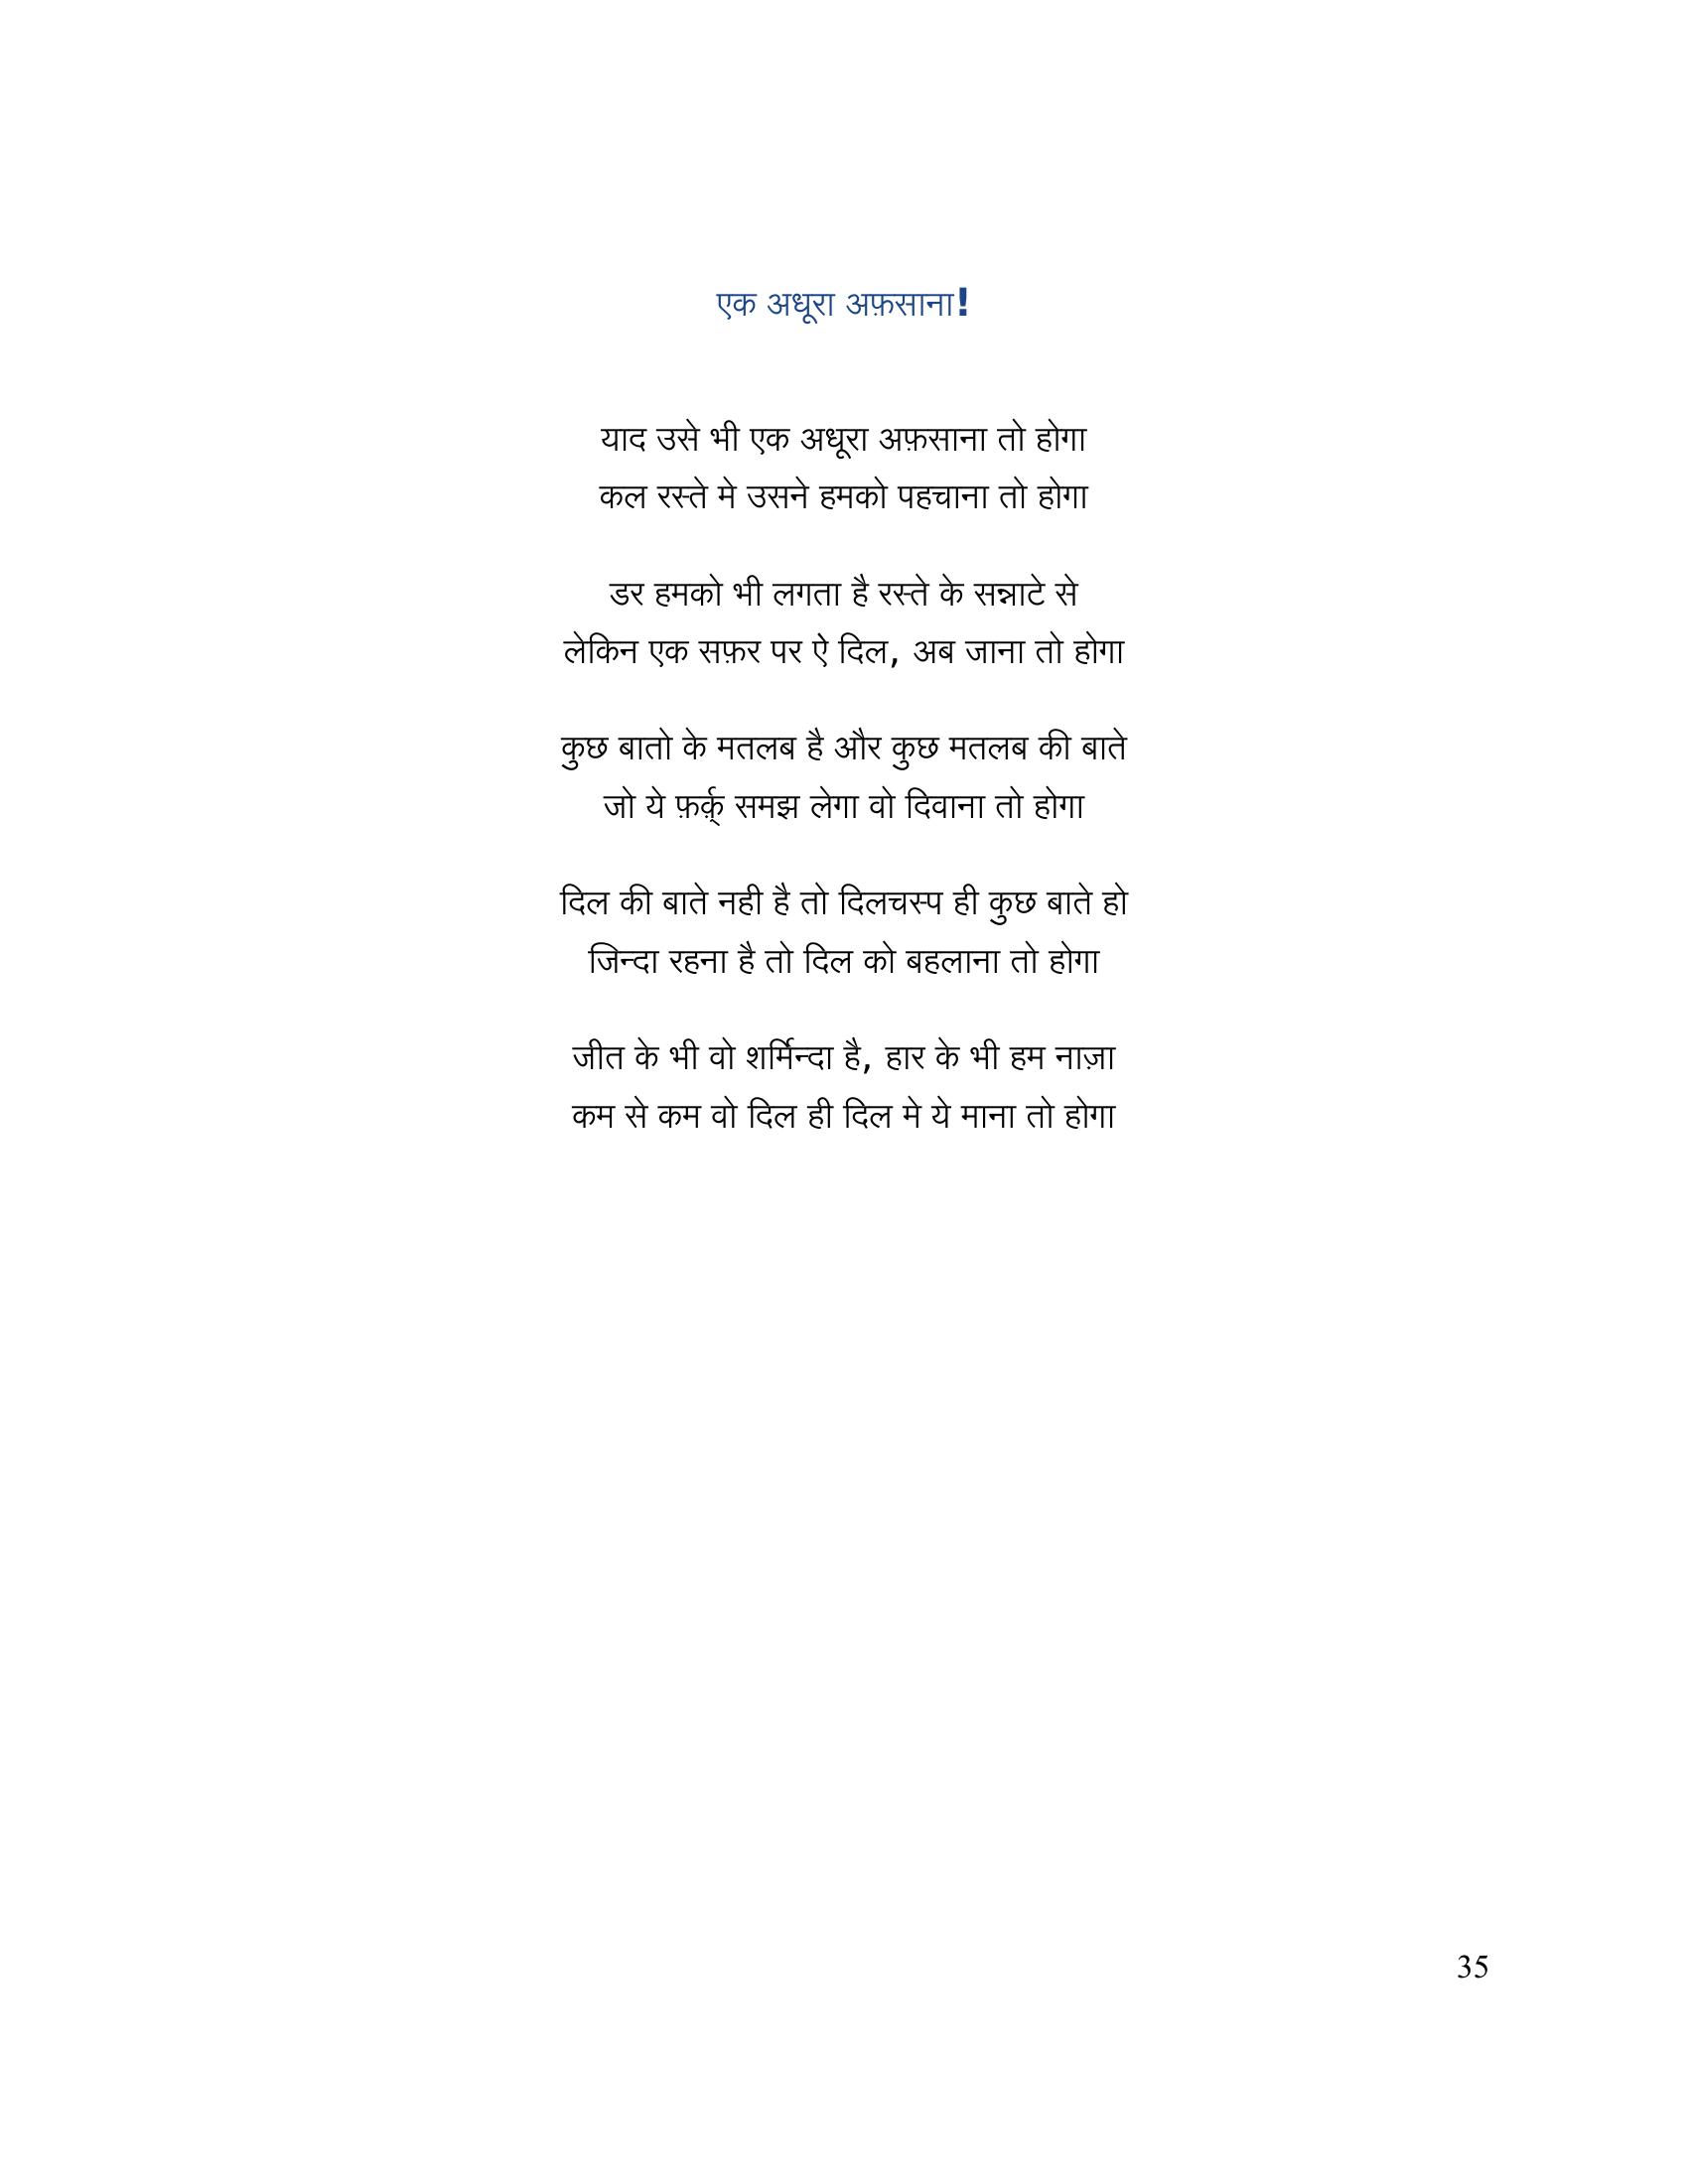 एक अधूरा अफ़साना!
याद उसे भी एक अधूरा अफ़साना तो होगा
कल रस्ते मे उसने हमको पहचाना तो होगा
डर हमको भी लगता है रस्ते के सन्नाटे से
लेकिन एक सफ़र पर ऐ दिल, अब जाना तो होगा
कुछ बातो के मतलब है और कुछ मतलब की बाते
जो ये फ़र्क़् समझ लेगा वो दिवाना तो होगा
दिल की बाते नही है तो दिलचस्प ही कुछ बाते हो
जिन्दा रहना है तो दिल को बहलाना तो होगा
जीत के भी वो शर्मिन्दा है, हार के भी हम नाज़ा
कम से कम वो दिल ही दिल मे ये माना तो होगा
35